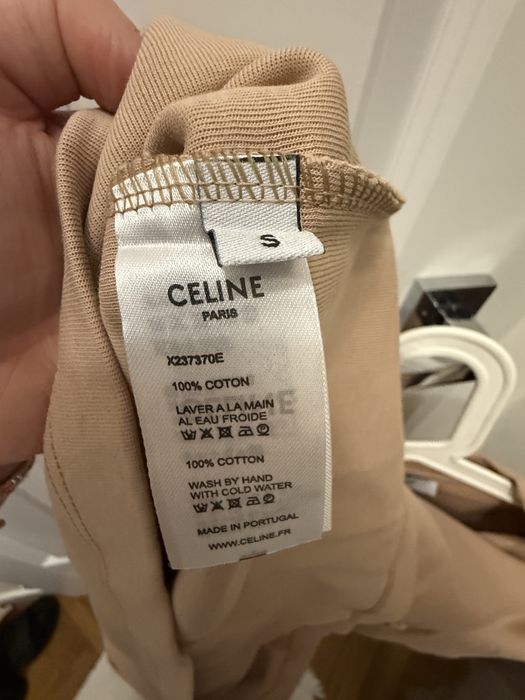 S
CELINE
PARIS
X237370E
100% COTON
LAVER A LA MAIN
AL EAU FROIDE
100% COTTON
WASH BY HAND
WITH COLD WATER
MADE IN PORTUGAL
WWW.CELINE.FR